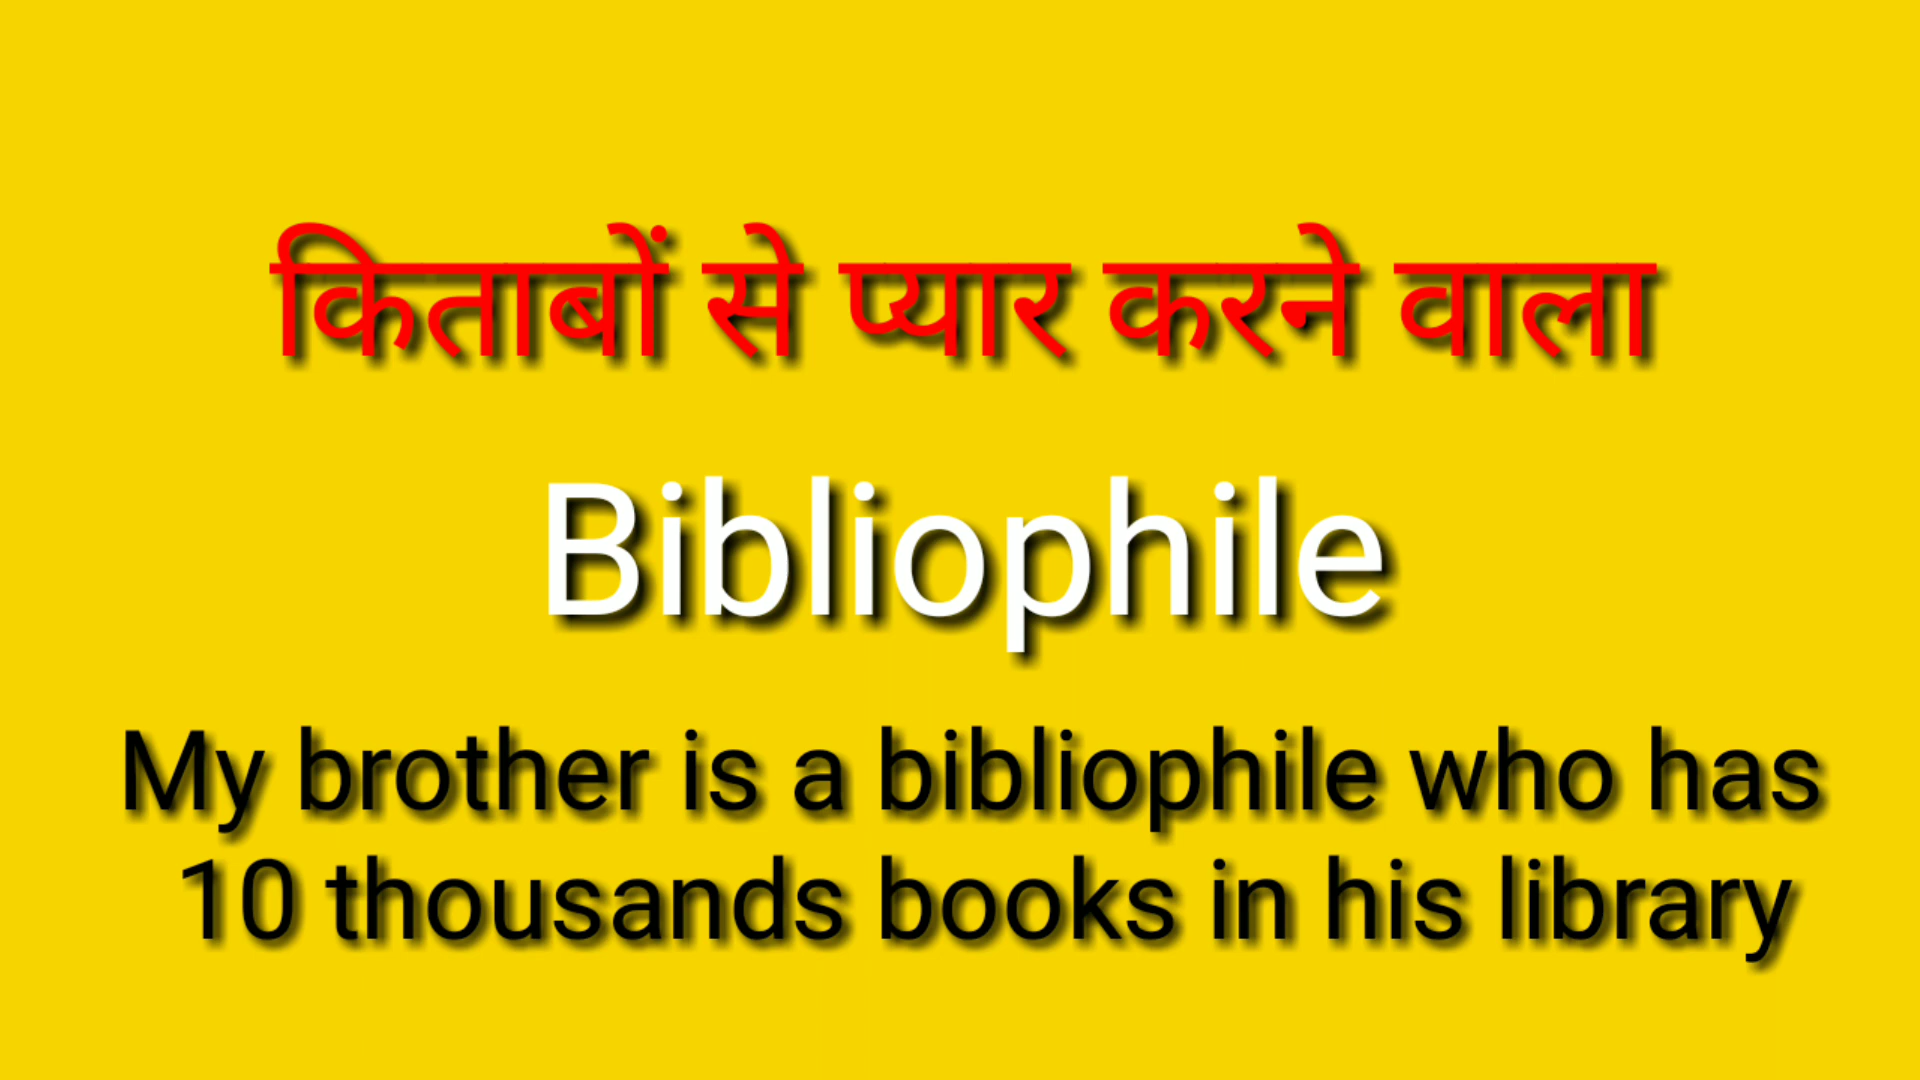 किताबों से प्यार करने वाला
Bibliophile
My brother is a bibliophile who has
10 thousands books in his library